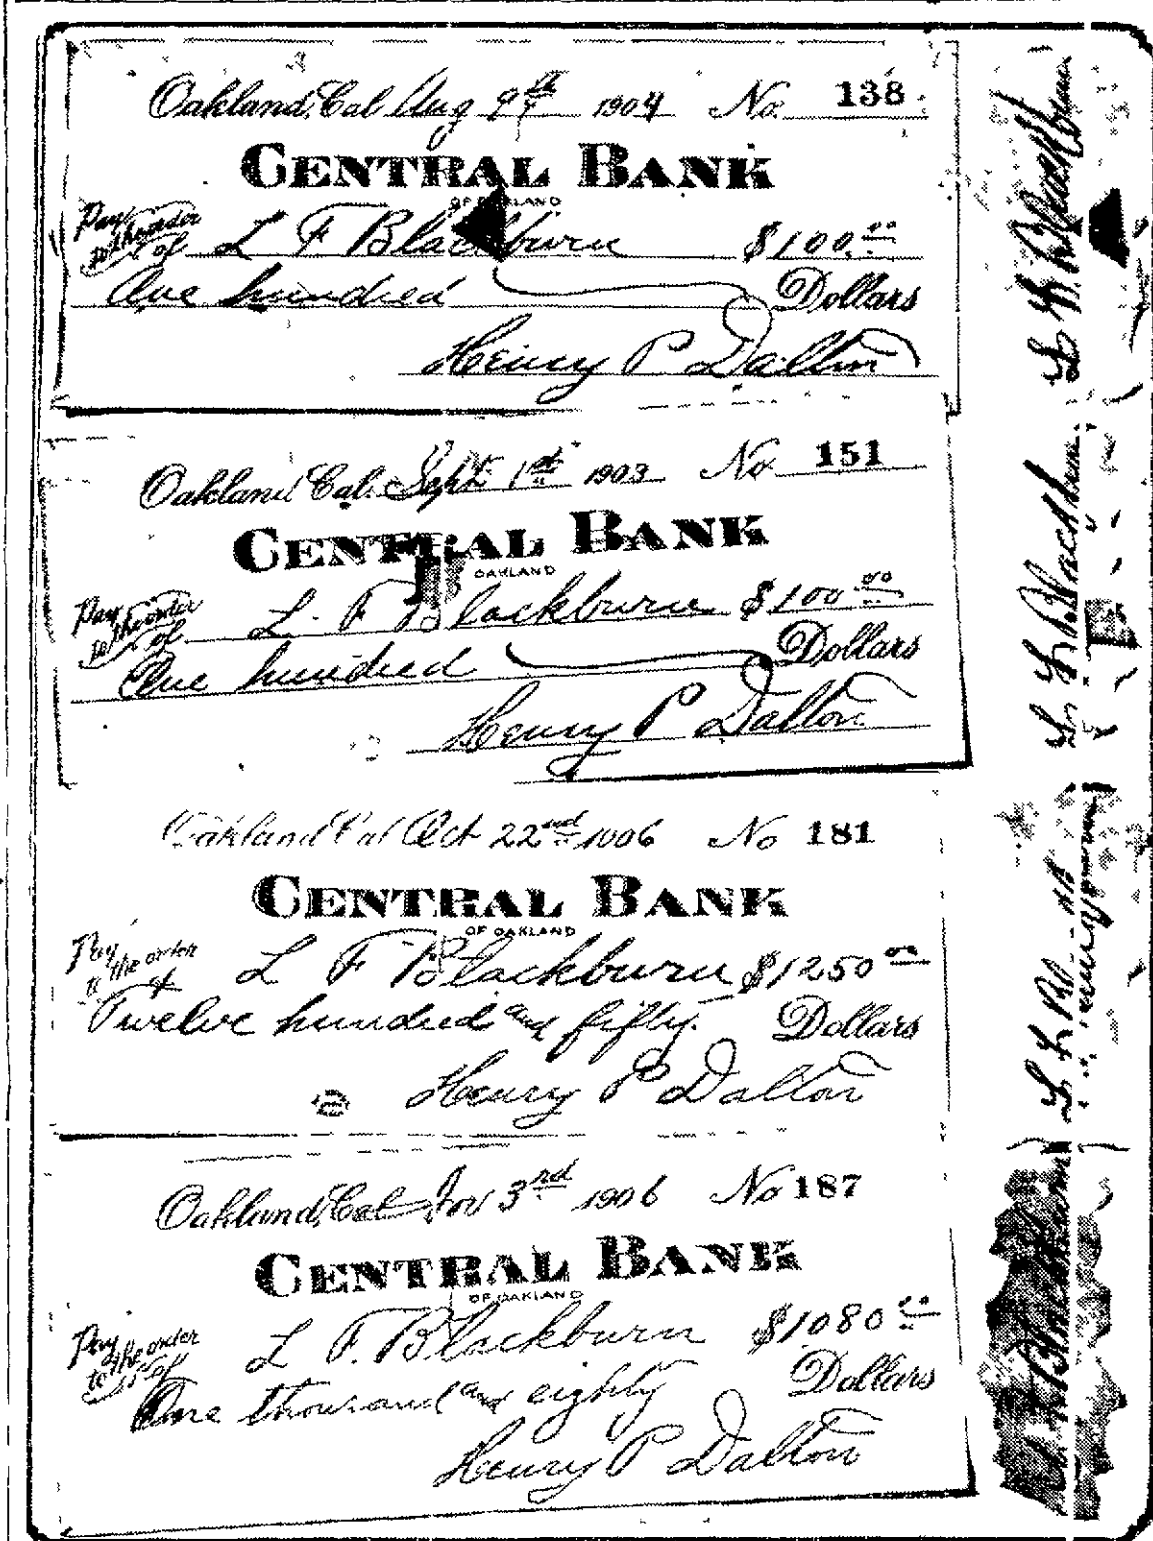 Oakland, Cal Aug 9th 1904 No. 138
CENTRAL BANK
OF OAKLAND
Pay to the order of L F Blackburn $100.00
One hundred Dollars
Henry P Dalton
Oakland Cal. Sept. 1st 1903 No. 151
CENTRAL BANK
OAKLAND
Pay to the order of L. F Blackburn $100.00
One hundred Dollars
Henry P Dalton
Oakland Cal Oct 22nd 1906 No 181
CENTRAL BANK
OF OAKLAND
Pay to the order of L F Blackburn $1250.00
Twelve hundred and fifty Dollars
Henry P Dalton
Oakland, Cal Nov 3rd 1906 No 187
CENTRAL BANK
OF OAKLAND
Pay to the order of L F. Blackburn $1080.00
One thousand and eighty Dollars
Henry P Dalton
L F Blackburn
L. F Blackburn
L F
L F Blackburn